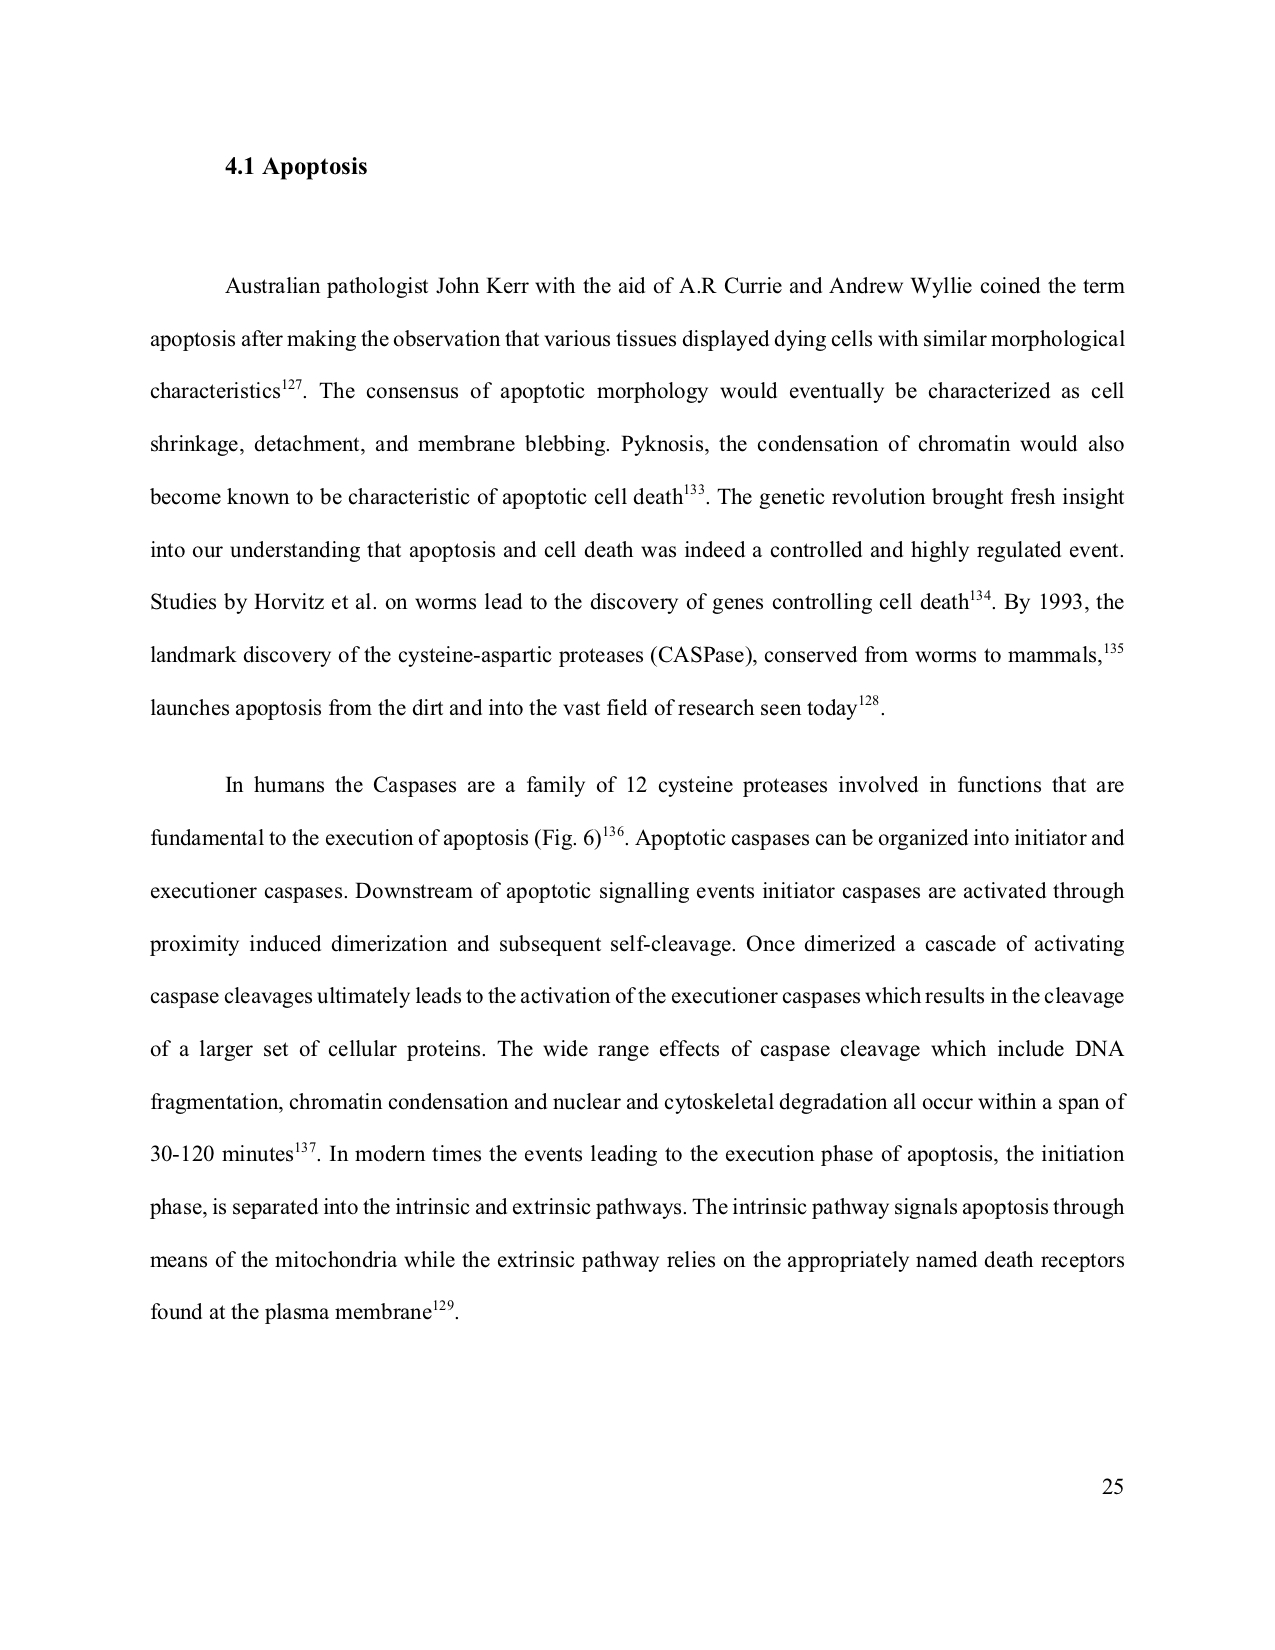 4.1 Apoptosis
Australian pathologist John Kerr with the aid of A.R Currie and Andrew Wyllie coined the term
apoptosis after making the observation that various tissues displayed dying cells with similar morphological
characteristics127. The consensus of apoptotic morphology would eventually be characterized as cell
shrinkage, detachment, and membrane blebbing. Pyknosis, the condensation of chromatin would also
become known to be characteristic of apoptotic cell death133. The genetic revolution brought fresh insight
into our understanding that apoptosis and cell death was indeed a controlled and highly regulated event.
Studies by Horvitz et al. on worms lead to the discovery of genes controlling cell death134. By 1993, the
landmark discovery of the cysteine-aspartic proteases (CASPase), conserved from worms to mammals,135
launches apoptosis from the dirt and into the vast field of research seen today128.
In humans the Caspases are a family of 12 cysteine proteases involved in functions that are
fundamental to the execution of apoptosis (Fig. 6)136. Apoptotic caspases can be organized into initiator and
executioner caspases. Downstream of apoptotic signalling events initiator caspases are activated through
proximity induced dimerization and subsequent self-cleavage. Once dimerized a cascade of activating
caspase cleavages ultimately leads to the activation of the executioner caspases which results in the cleavage
of a larger set of cellular proteins. The wide range effects of caspase cleavage which include DNA
fragmentation, chromatin condensation and nuclear and cytoskeletal degradation all occur within a span of
30-120 minutes137. In modern times the events leading to the execution phase of apoptosis, the initiation
phase, is separated into the intrinsic and extrinsic pathways. The intrinsic pathway signals apoptosis through
means of the mitochondria while the extrinsic pathway relies on the appropriately named death receptors
found at the plasma membrane129.
25